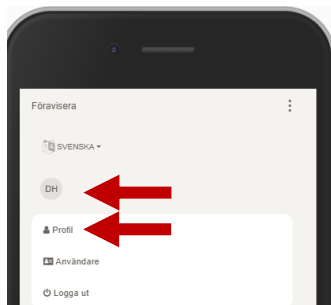 Föravisera
SVENSKA
DH
Profil
Användare
Logga ut